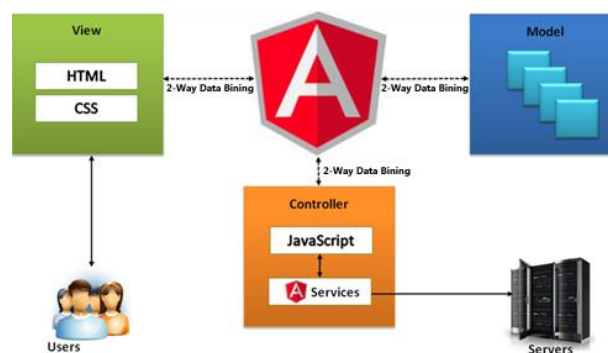 View
HTML
CSS
2-Way Data Bining
A
2-Way Data Bining
Model
2-Way Data Bining
Controller
JavaScript
A Services
Users
Servers